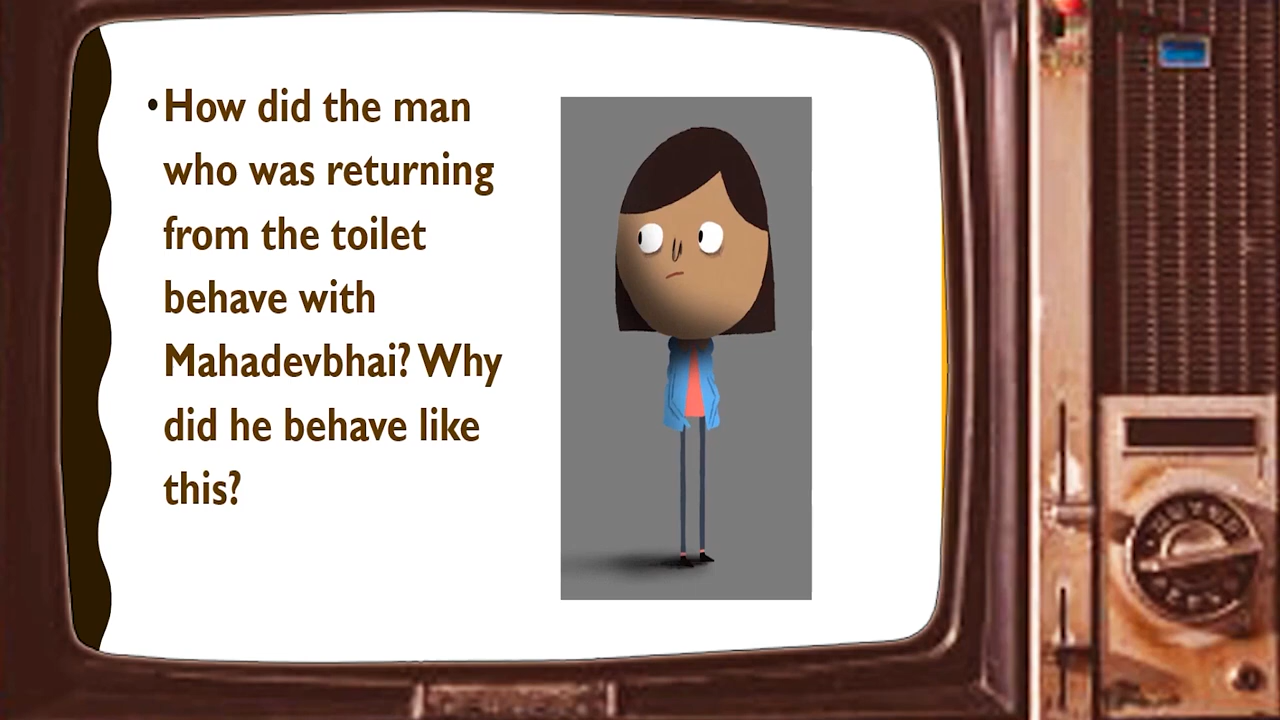 •How did the man
who was returning
from the toilet
behave with
Mahadevbhai? Why
did he behave like
this?